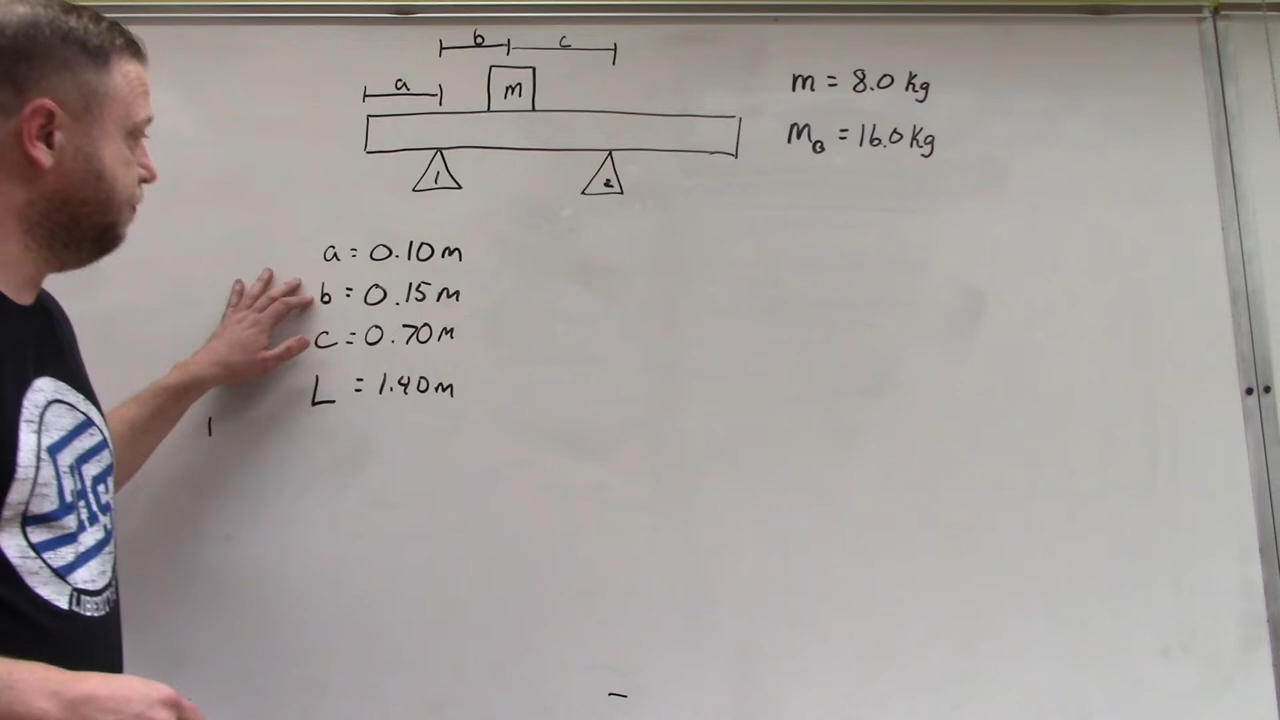 b
c
a
m
1
2
m = 8.0 kg
MB = 16.0 kg
a = 0.10 m
b = 0.15 m
c = 0.70 m
L = 1.40 m